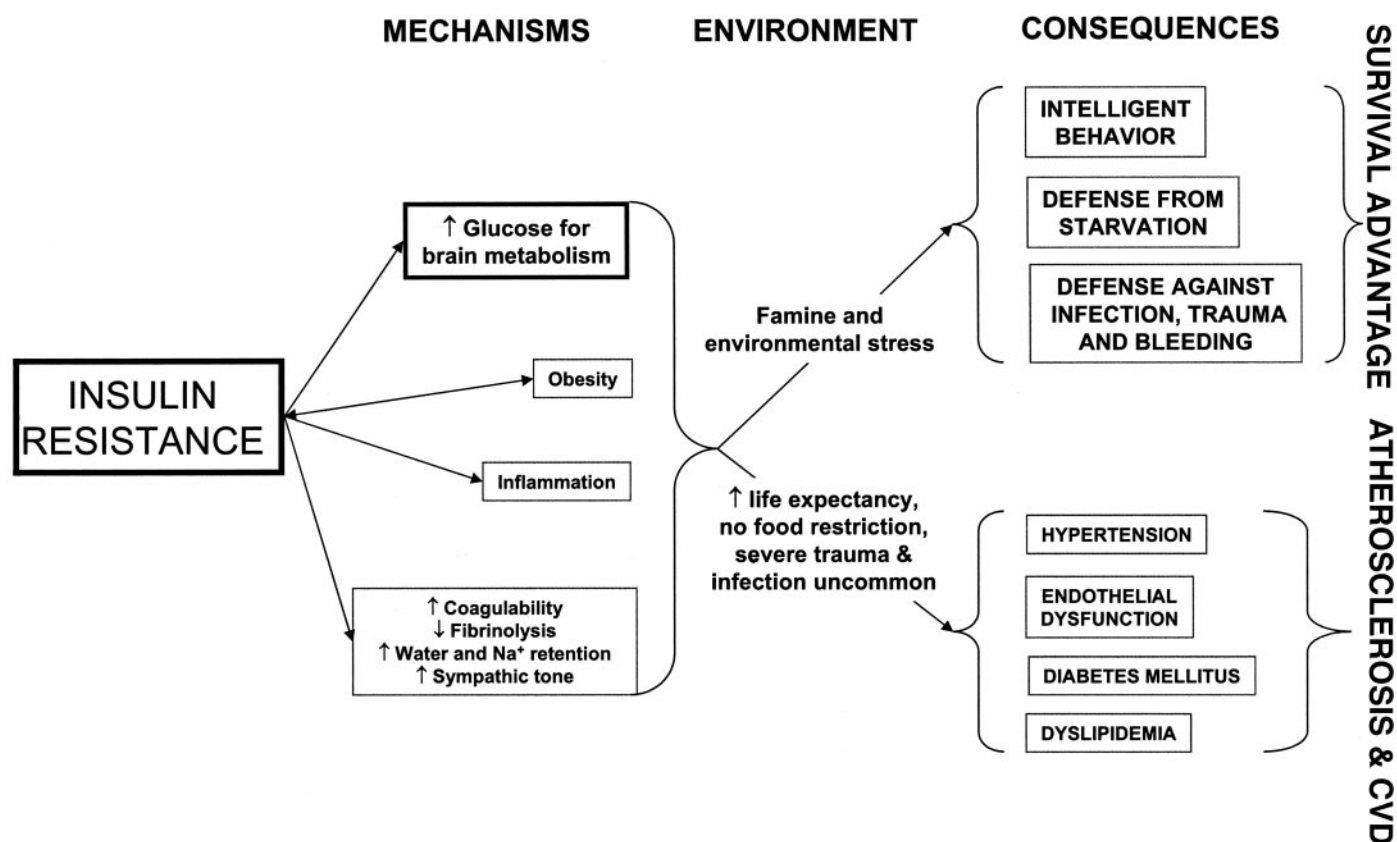 MECHANISMS
ENVIRONMENT
CONSEQUENCES
INSULIN
RESISTANCE
↑ Glucose for
brain metabolism
Obesity
Inflammation
↑ Coagulability
↓ Fibrinolysis
↑ Water and Na⁺ retention
↑ Sympathic tone
Famine and
environmental stress
↑ life expectancy,
no food restriction,
severe trauma &
infection uncommon
INTELLIGENT
BEHAVIOR
DEFENSE FROM
STARVATION
DEFENSE AGAINST
INFECTION, TRAUMA
AND BLEEDING
HYPERTENSION
ENDOTHELIAL
DYSFUNCTION
DIABETES MELLITUS
DYSLIPIDEMIA
SURVIVAL ADVANTAGE
ATHEROSCLEROSIS & CVD